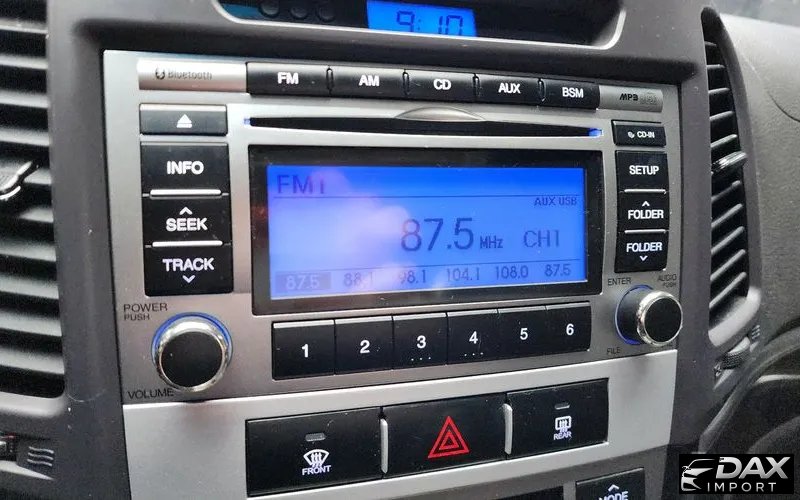 9:10
Bluetooth
FM
AM
CD
AUX
BSM
MP3
CD-IN
INFO
SEEK
TRACK
SETUP
FOLDER
FOLDER
FM1
AUX USB
87.5 MHz CH1
87.5 88.1 98.1 104.1 108.0 87.5
POWER
PUSH
VOLUME
ENTER
AUDIO
PUSH
FILE
1 2 3 4 5 6
FRONT
REAR
MODE
DAX
IMPORT